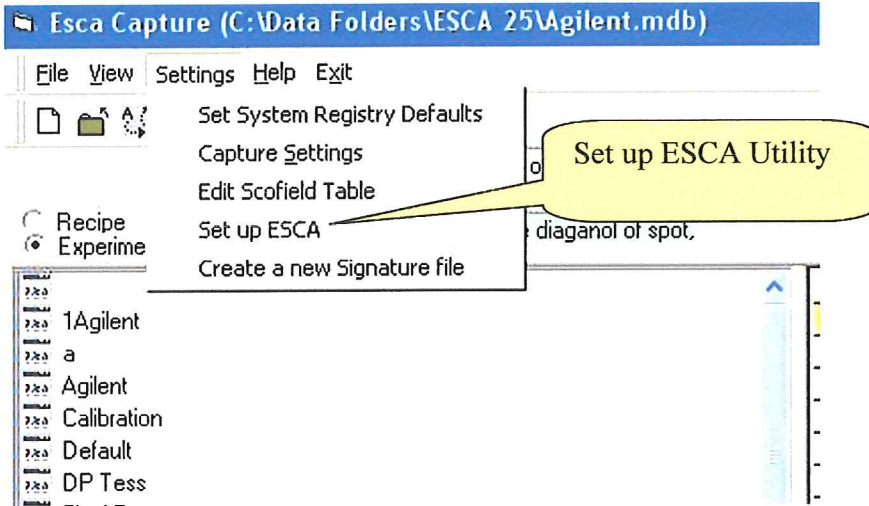 Esca Capture (C:\Data Folders\ESCA 25\Agilent.mdb)
File View Settings Help Exit
Set System Registry Defaults
Capture Settings
Edit Scofield Table
Set up ESCA
Create a new Signature file
Set up ESCA Utility
Recipe
Experime
diaganol of spot,
1Agilent
a
Agilent
Calibration
Default
DP Tess